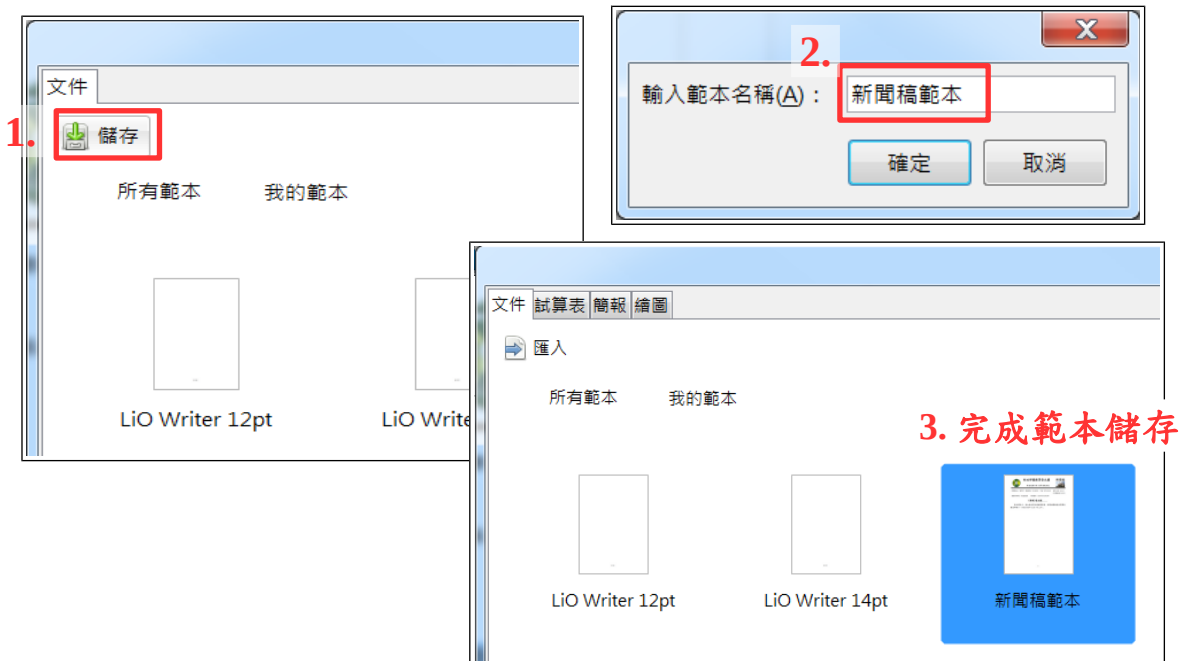 文件
1.
儲存
所有範本 我的範本
LiO Writer 12pt LiO Write
2.
輸入範本名稱(A)： 新聞稿範本
確定 取消
文件 試算表 簡報 繪圖
匯入
所有範本 我的範本
3. 完成範本儲存
LiO Writer 12pt LiO Writer 14pt 新聞稿範本